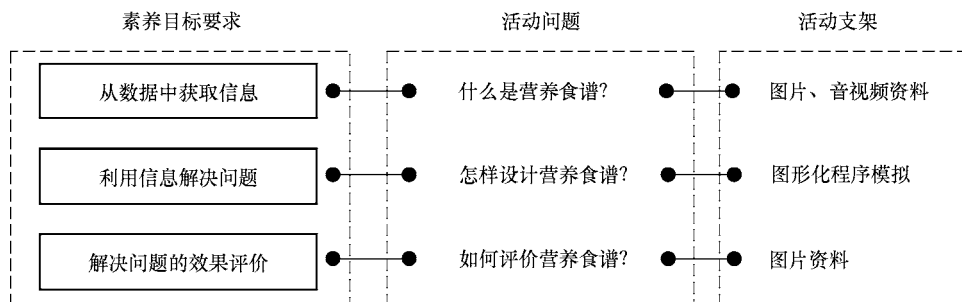 素养目标要求 活动问题 活动支架
从数据中获取信息 什么是营养食谱? 图片、音视频资料
利用信息解决问题 怎样设计营养食谱? 图形化程序模拟
解决问题的效果评价 如何评价营养食谱? 图片资料